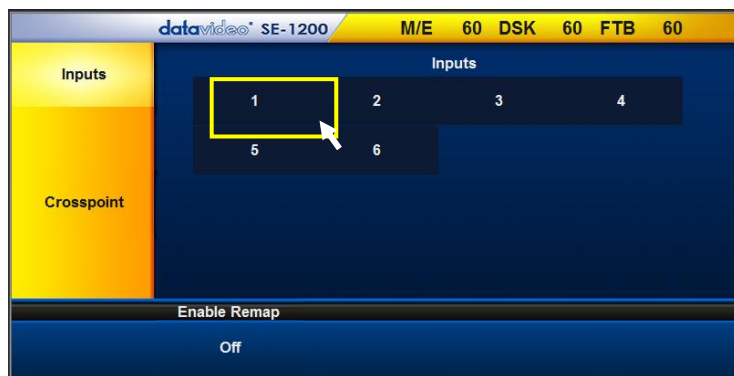 datavideo SE-1200 M/E 60 DSK 60 FTB 60
Inputs
Inputs
1 2 3 4
5 6
Crosspoint
Enable Remap
Off